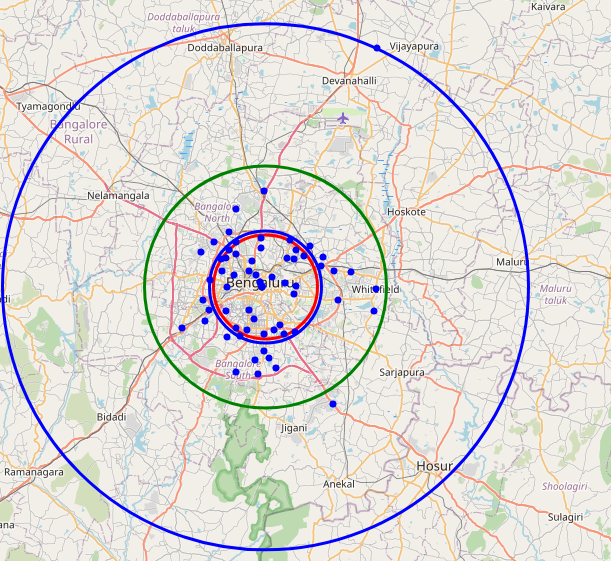 Kaivara
Doddaballapura
taluk
Doddaballapura
Vijayapura
Devanahalli
Tyamagondlu
Bangalore
Rural
Nelamangala
North
Hoskote
Maluru
Bengaluru
Whitefield
Maluru
taluk
Bangalore
South
Sarjapura
Bidadi
Jigani
Ramanagara
Hosur
Anekal
Shoolagiri
Sulagiri